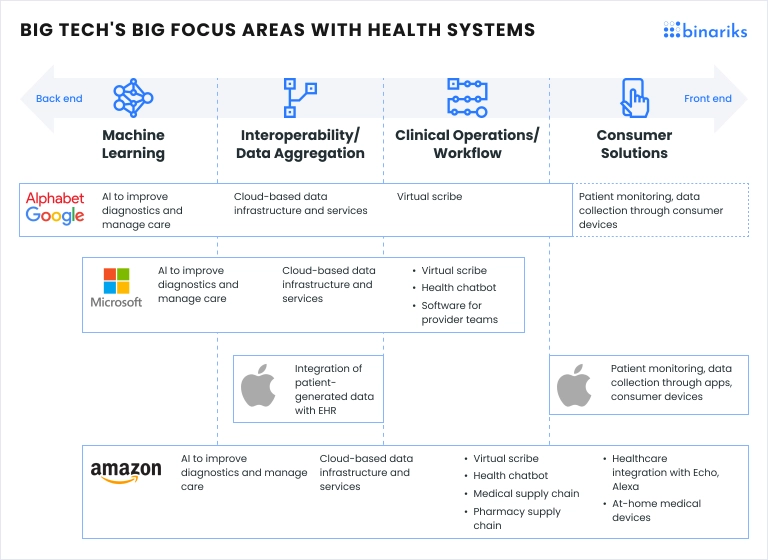 BIG TECH'S BIG FOCUS AREAS WITH HEALTH SYSTEMS
binariks
Back end
Front end
Machine
Learning
Interoperability/
Data Aggregation
Clinical Operations/
Workflow
Consumer
Solutions
Alphabet
Google
AI to improve
diagnostics and
manage care
Cloud-based data
infrastructure and services
Virtual scribe
Patient monitoring, data
collection through consumer
devices
Microsoft
AI to improve
diagnostics and
manage care
Cloud-based data
infrastructure and
services
• Virtual scribe
• Health chatbot
• Software for
provider teams
Integration of
patient-
generated data
with EHR
Patient monitoring, data
collection through apps,
consumer devices
amazon
AI to improve
diagnostics and manage
care
Cloud-based data
infrastructure and
services
• Virtual scribe
• Health chatbot
• Medical supply chain
• Pharmacy supply
chain
• Healthcare
integration with Echo,
Alexa
• At-home medical
devices